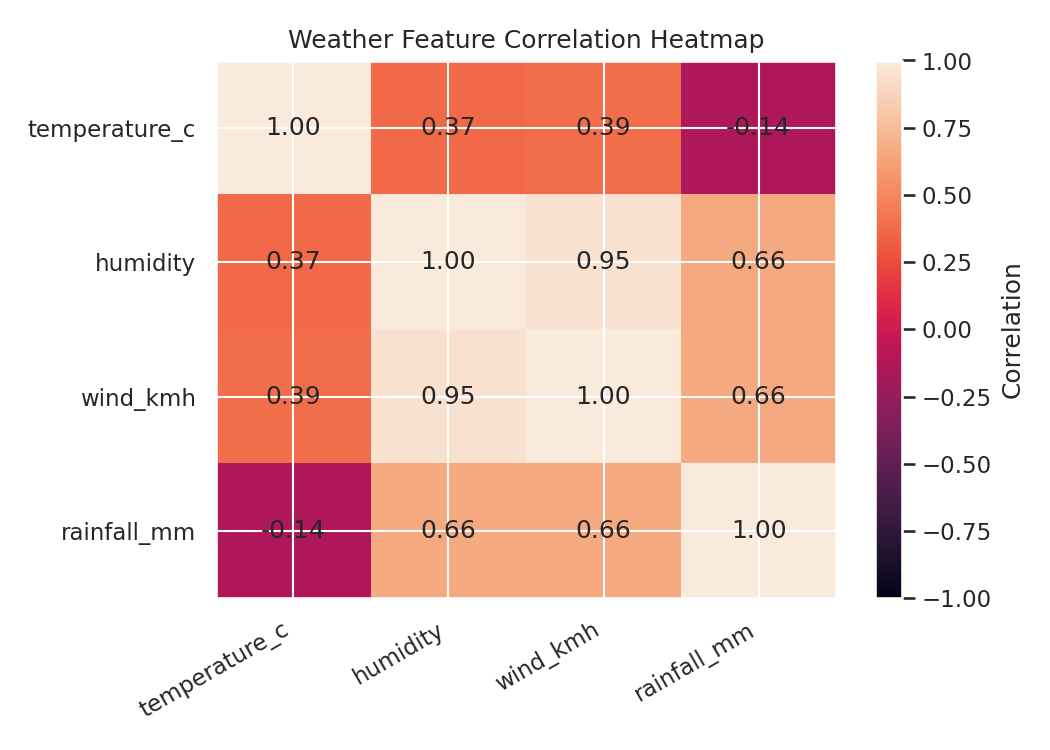 Weather Feature Correlation Heatmap
temperature_c 1.00 0.37 0.39 -0.14
humidity 0.37 1.00 0.95 0.66
wind_kmh 0.39 0.95 1.00 0.66
rainfall_mm -0.14 0.66 0.66 1.00
temperature_c humidity wind_kmh rainfall_mm
1.00
0.75
0.50
0.25
0.00
−0.25
−0.50
−0.75
−1.00
Correlation